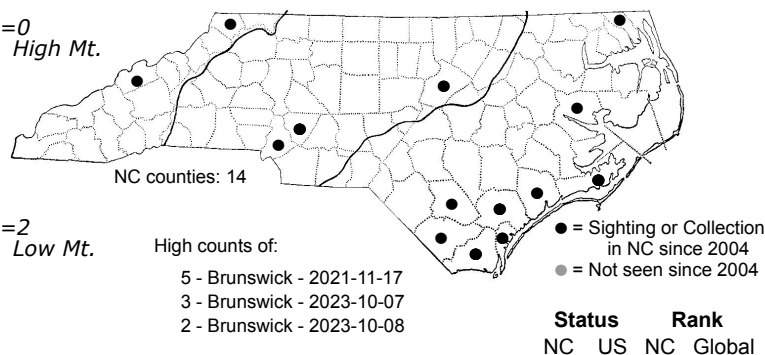 =0
High Mt.
NC counties: 14
=2
Low Mt.
High counts of:
5 - Brunswick - 2021-11-17
3 - Brunswick - 2023-10-07
2 - Brunswick - 2023-10-08
● = Sighting or Collection
in NC since 2004
● = Not seen since 2004
Status Rank
NC US NC Global